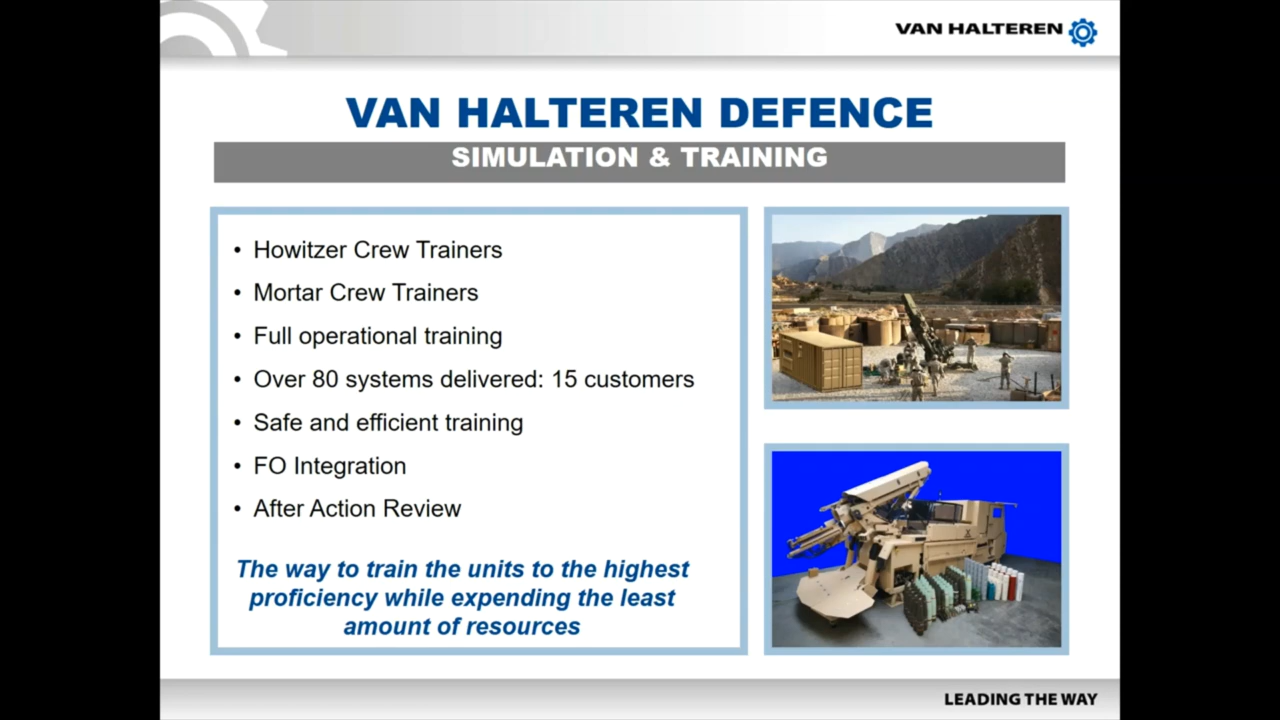 VAN HALTEREN
VAN HALTEREN DEFENCE
SIMULATION & TRAINING
• Howitzer Crew Trainers
• Mortar Crew Trainers
• Full operational training
• Over 80 systems delivered: 15 customers
• Safe and efficient training
• FO Integration
• After Action Review
The way to train the units to the highest
proficiency while expending the least
amount of resources
LEADING THE WAY